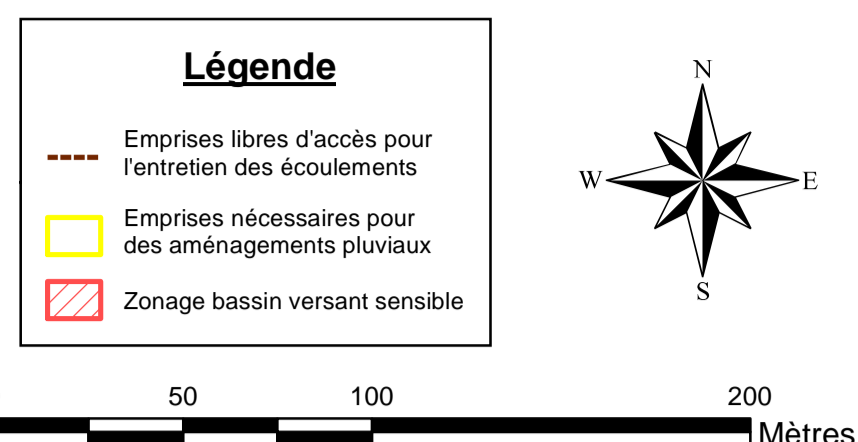 Légende
Emprises libres d'accès pour
l'entretien des écoulements
Emprises nécessaires pour
des aménagements pluviaux
Zonage bassin versant sensible
N
W E
S
50 100 200
Mètres